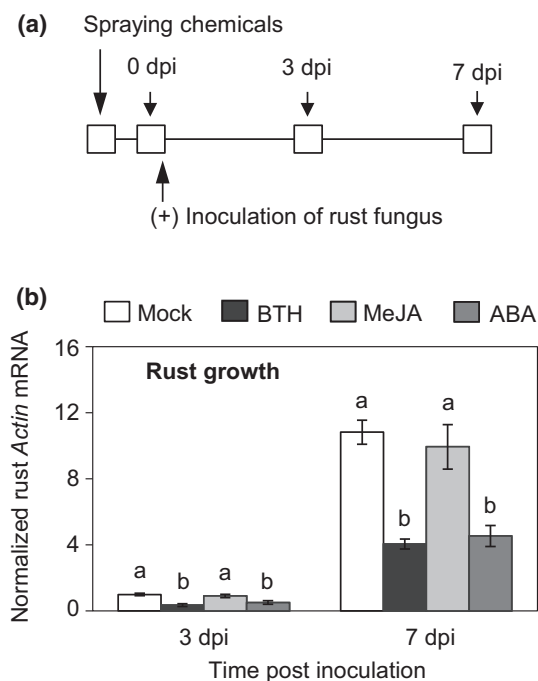 (a)
Spraying chemicals
0 dpi
3 dpi
7 dpi
(+) Inoculation of rust fungus
(b)
Mock BTH MeJA ABA
Normalized rust Actin mRNA
16
12
8
4
0
Rust growth
a b a b
a b a b
3 dpi 7 dpi
Time post inoculation